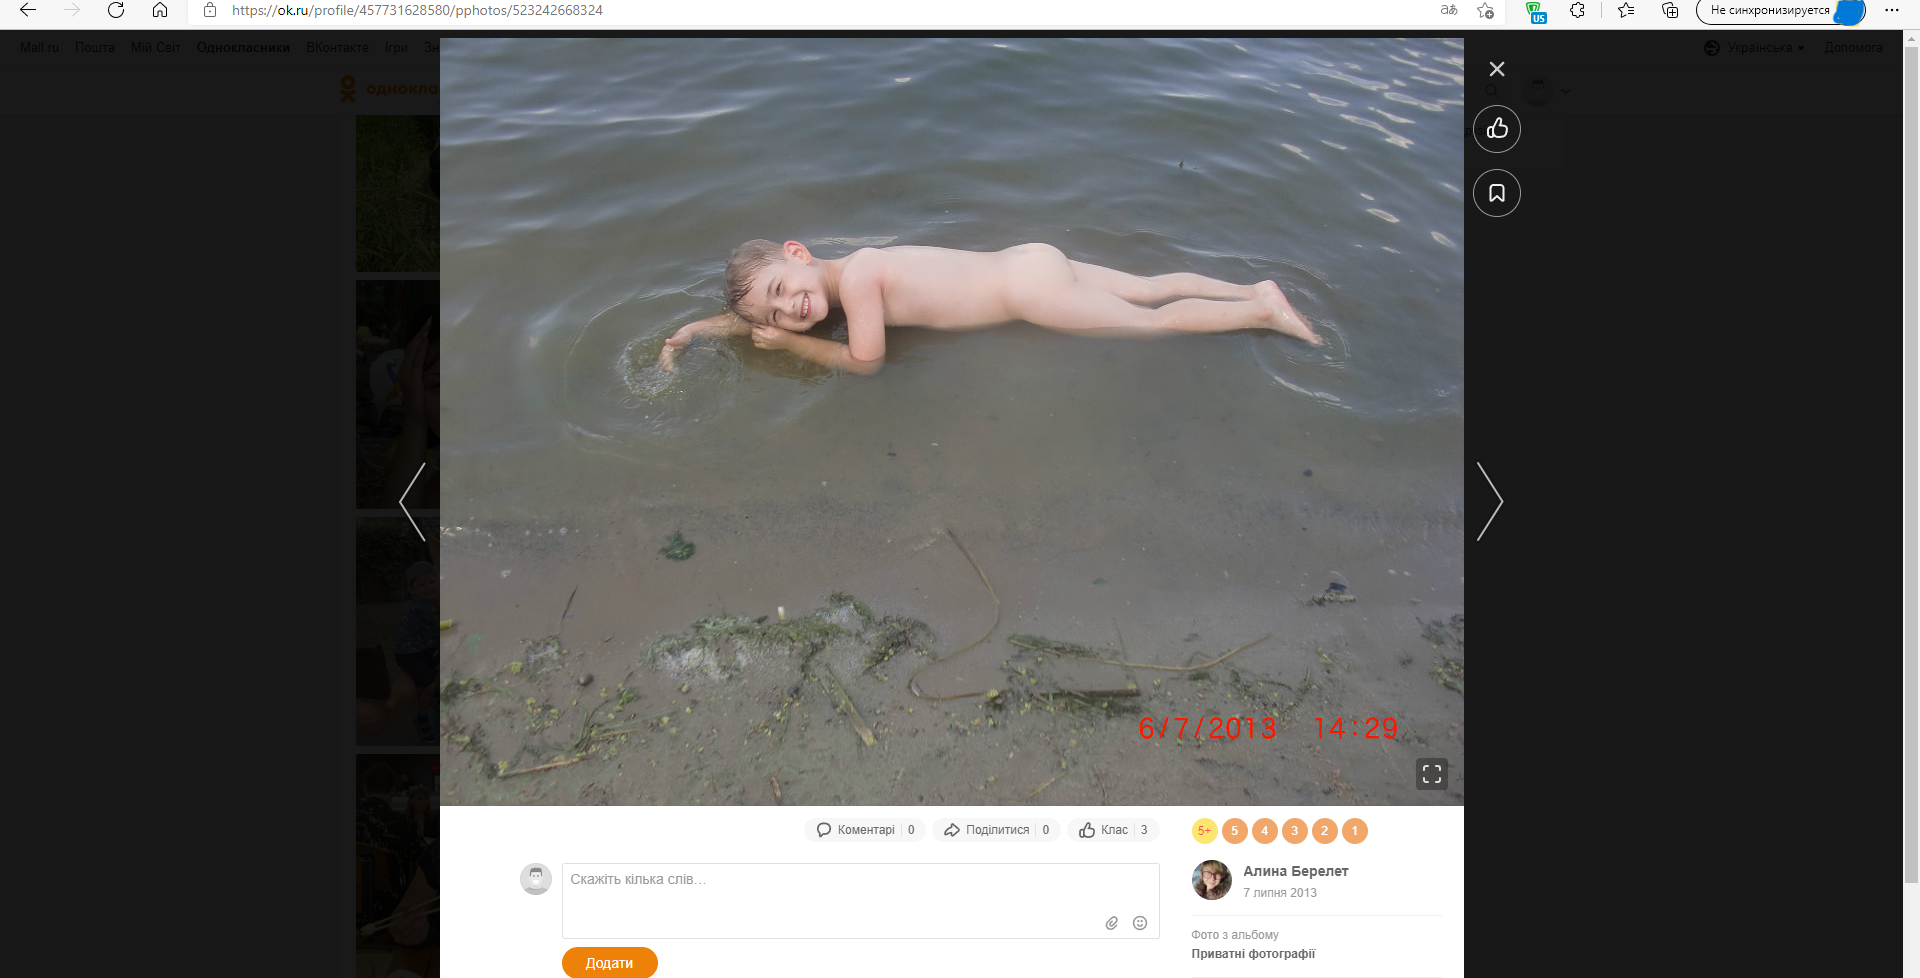 https://ok.ru/profile/457731628580/pphotos/523242668324
Не синхронизируется
Mail.ru Пошта Мій Світ Однокласники ВКонтакте Ігри Зн
Українська Допомога
однокла
6/7/2013 14:29
Коментарі 0 Поділитися 0 Клас 3
5+ 5 4 3 2 1
Скажіть кілька слів...
Додати
Алина Берелет
7 липня 2013
Фото з альбому
Приватні фотографії